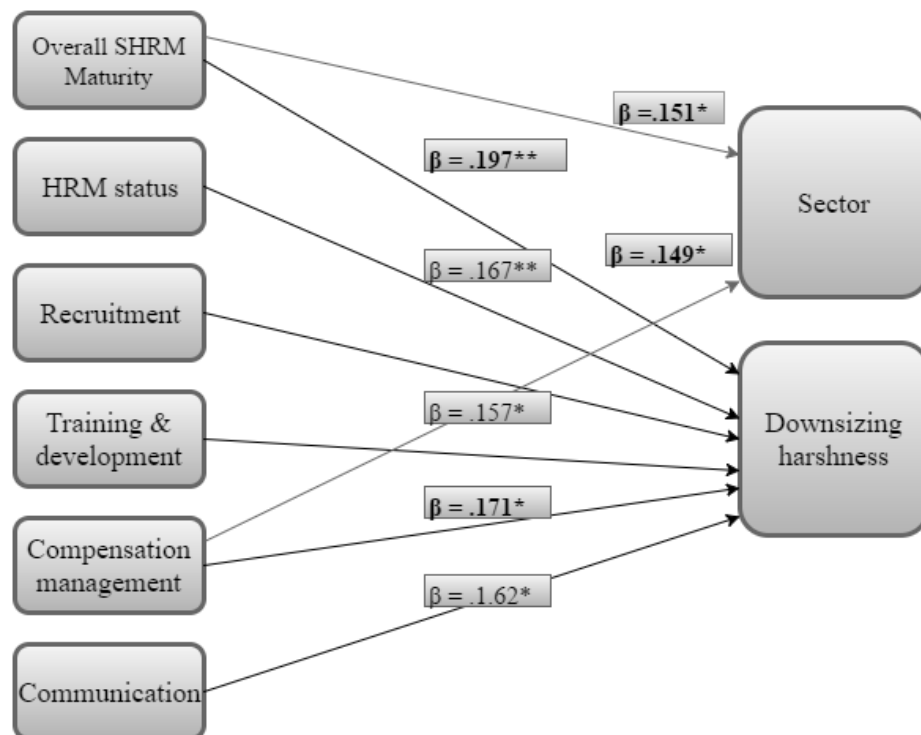 Overall SHRM
Maturity
HRM status
Recruitment
Training &
development
Compensation
management
Communication
β =.151*
β = .197**
β = .149*
β = .167**
β = .157*
β = .171*
β = .1.62*
Sector
Downsizing
harshness